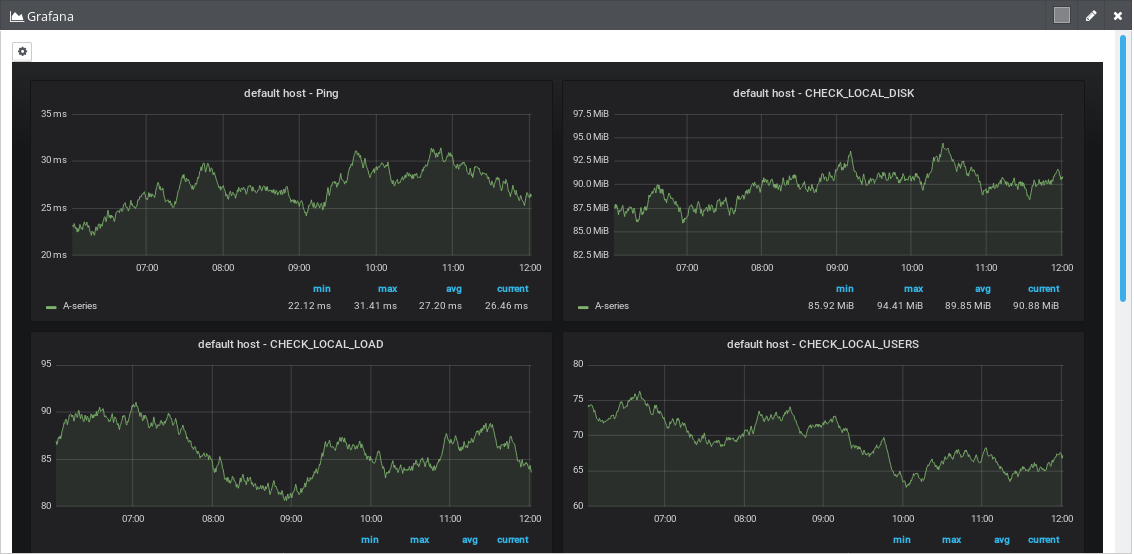 Grafana
default host - Ping
35 ms
30 ms
25 ms
20 ms
07:00 08:00 09:00 10:00 11:00 12:00
min max avg current
A-series 22.12 ms 31.41 ms 27.20 ms 26.46 ms
default host - CHECK_LOCAL_DISK
97.5 MiB
95.0 MiB
92.5 MiB
90.0 MiB
87.5 MiB
85.0 MiB
82.5 MiB
07:00 08:00 09:00 10:00 11:00 12:00
min max avg current
A-series 85.92 MiB 94.41 MiB 89.85 MiB 90.88 MiB
default host - CHECK_LOCAL_LOAD
95
90
85
80
07:00 08:00 09:00 10:00 11:00 12:00
min max avg current
default host - CHECK_LOCAL_USERS
80
75
70
65
60
07:00 08:00 09:00 10:00 11:00 12:00
min max avg current